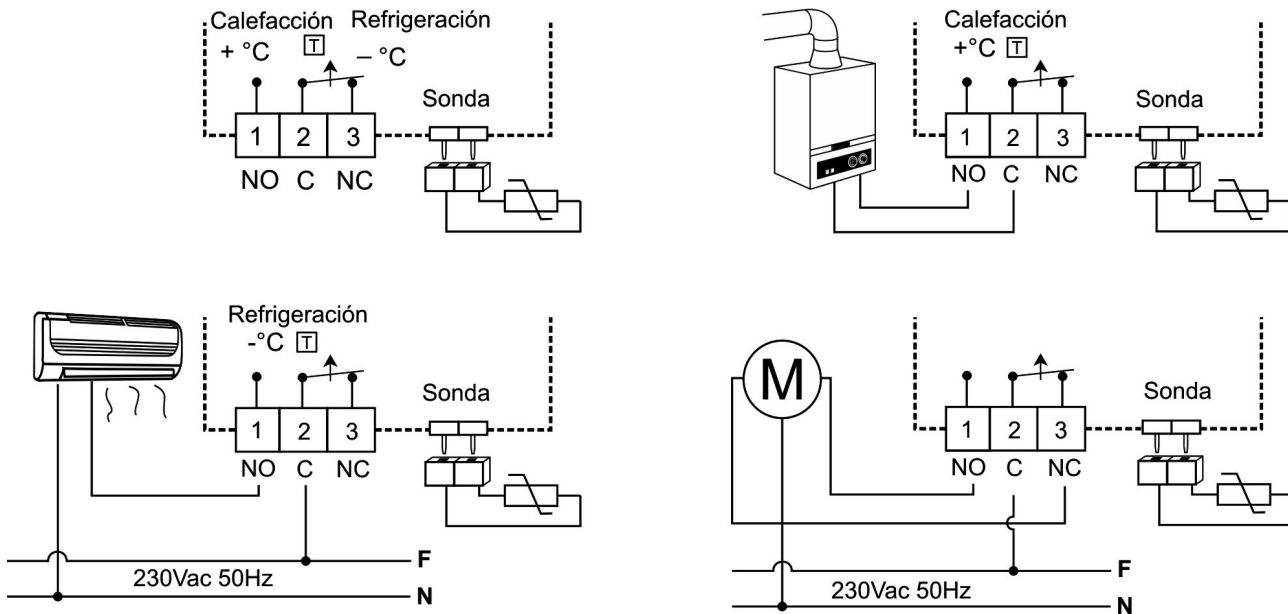 Calefacción Refrigeración
+ °C T – °C
Sonda
1 2 3
NO C NC
Calefacción
+°C T
Sonda
1 2 3
NO C NC
Refrigeración
-°C T
Sonda
1 2 3
NO C NC
F
230Vac 50Hz
N
M
Sonda
1 2 3
NO C NC
F
230Vac 50Hz
N